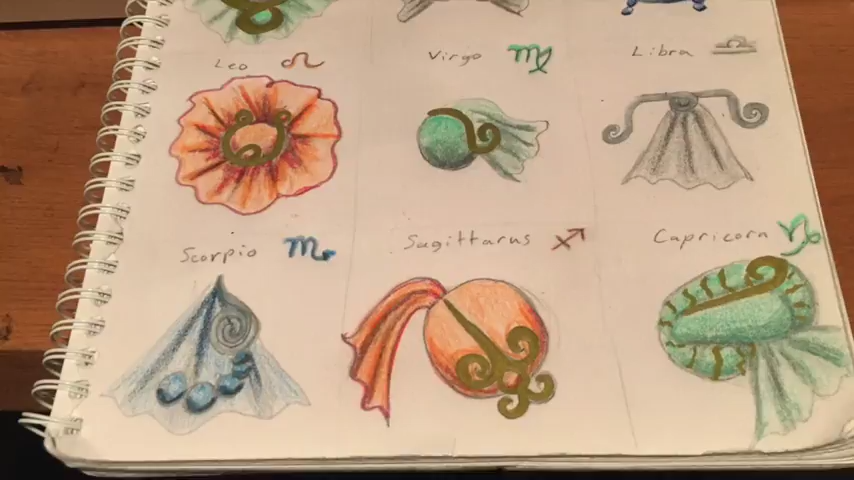 Leo ♌ Virgo ♍ Libra ♎
Scorpio ♏ Sagittarus ♐ Capricorn ♑